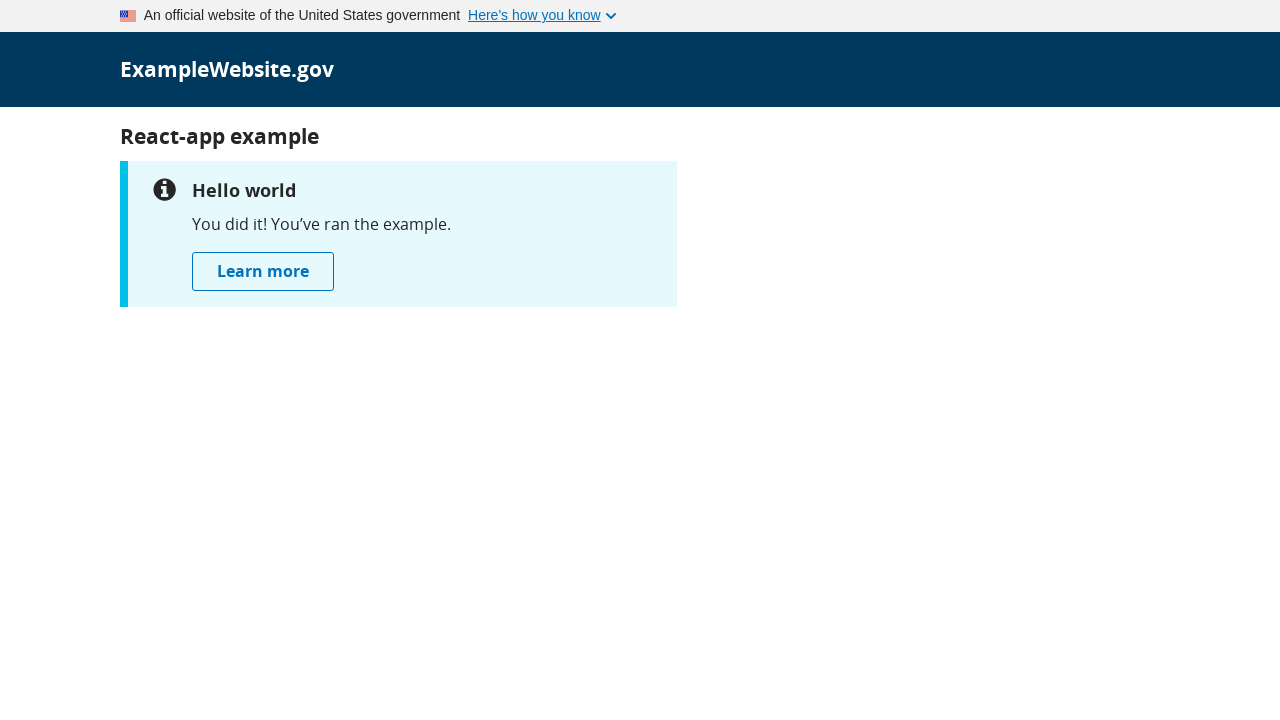 An official website of the United States government Here's how you know
ExampleWebsite.gov
React-app example
Hello world
You did it! You’ve ran the example.
Learn more